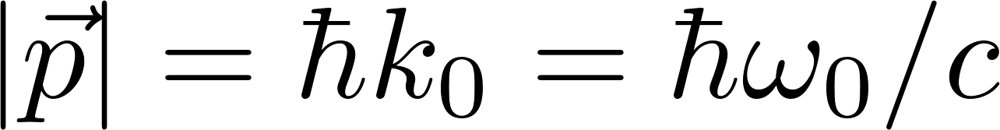 |p⃗| = ħk₀ = ħω₀/c